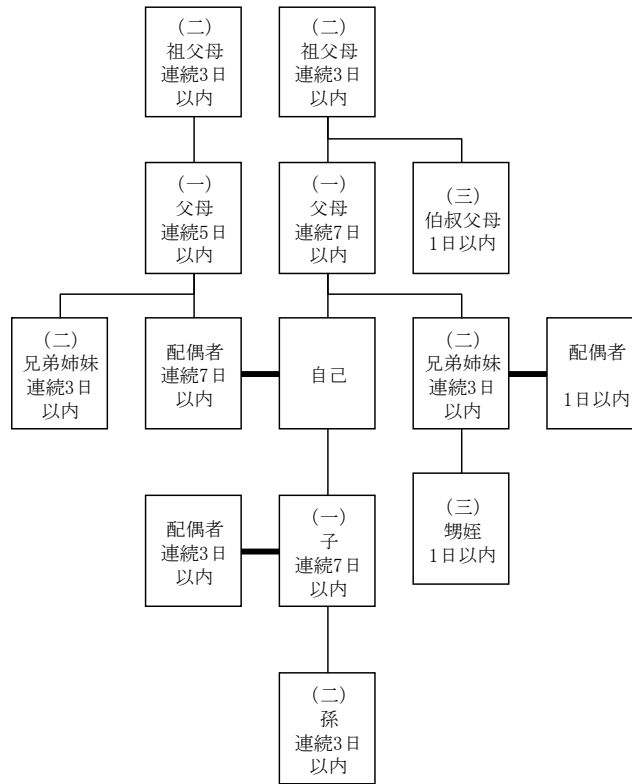 (二)
祖父母
連続3日
以内
(二)
祖父母
連続3日
以内
(一)
父母
連続5日
以内
(一)
父母
連続7日
以内
(三)
伯叔父母
1日以内
(二)
兄弟姉妹
連続3日
以内
配偶者
連続7日
以内
自己
(二)
兄弟姉妹
連続3日
以内
配偶者
1日以内
配偶者
連続3日
以内
(一)
子
連続7日
以内
(三)
甥姪
1日以内
(二)
孫
連続3日
以内